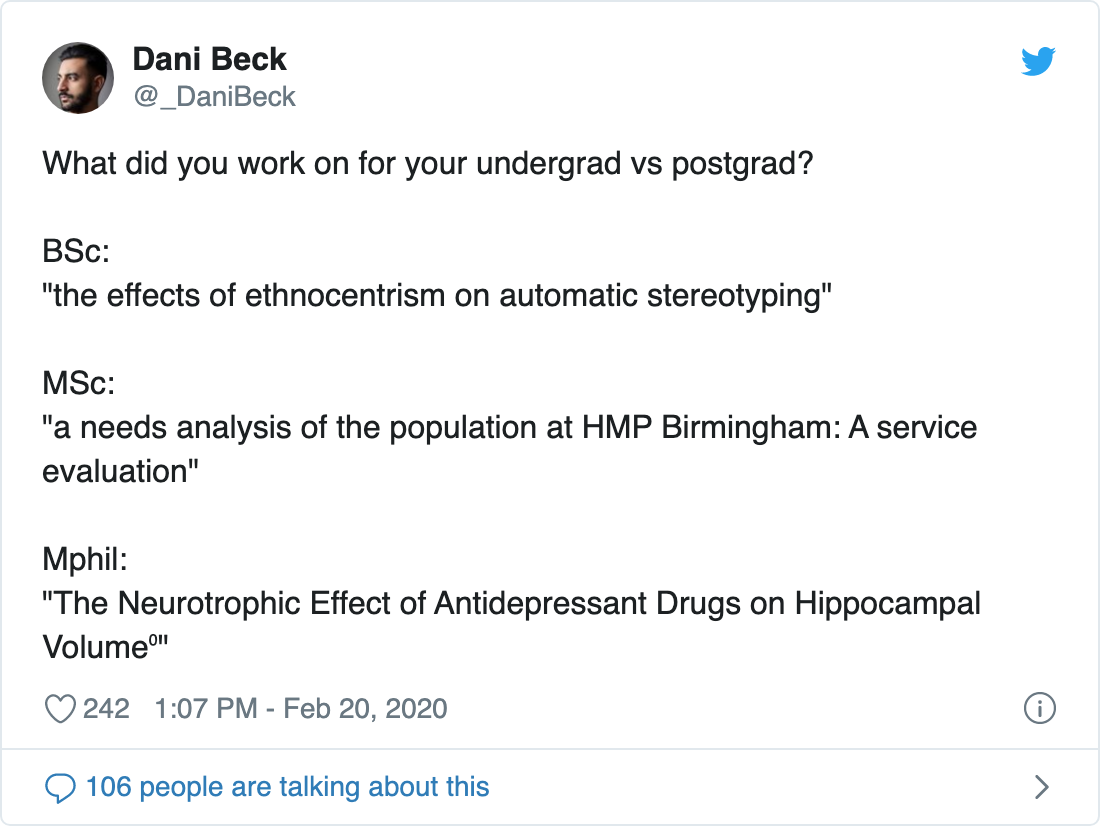 Dani Beck
@_DaniBeck
What did you work on for your undergrad vs postgrad?
BSc:
"the effects of ethnocentrism on automatic stereotyping"
MSc:
"a needs analysis of the population at HMP Birmingham: A service
evaluation"
Mphil:
"The Neurotrophic Effect of Antidepressant Drugs on Hippocampal
Volume⁰"
242 1:07 PM - Feb 20, 2020
106 people are talking about this